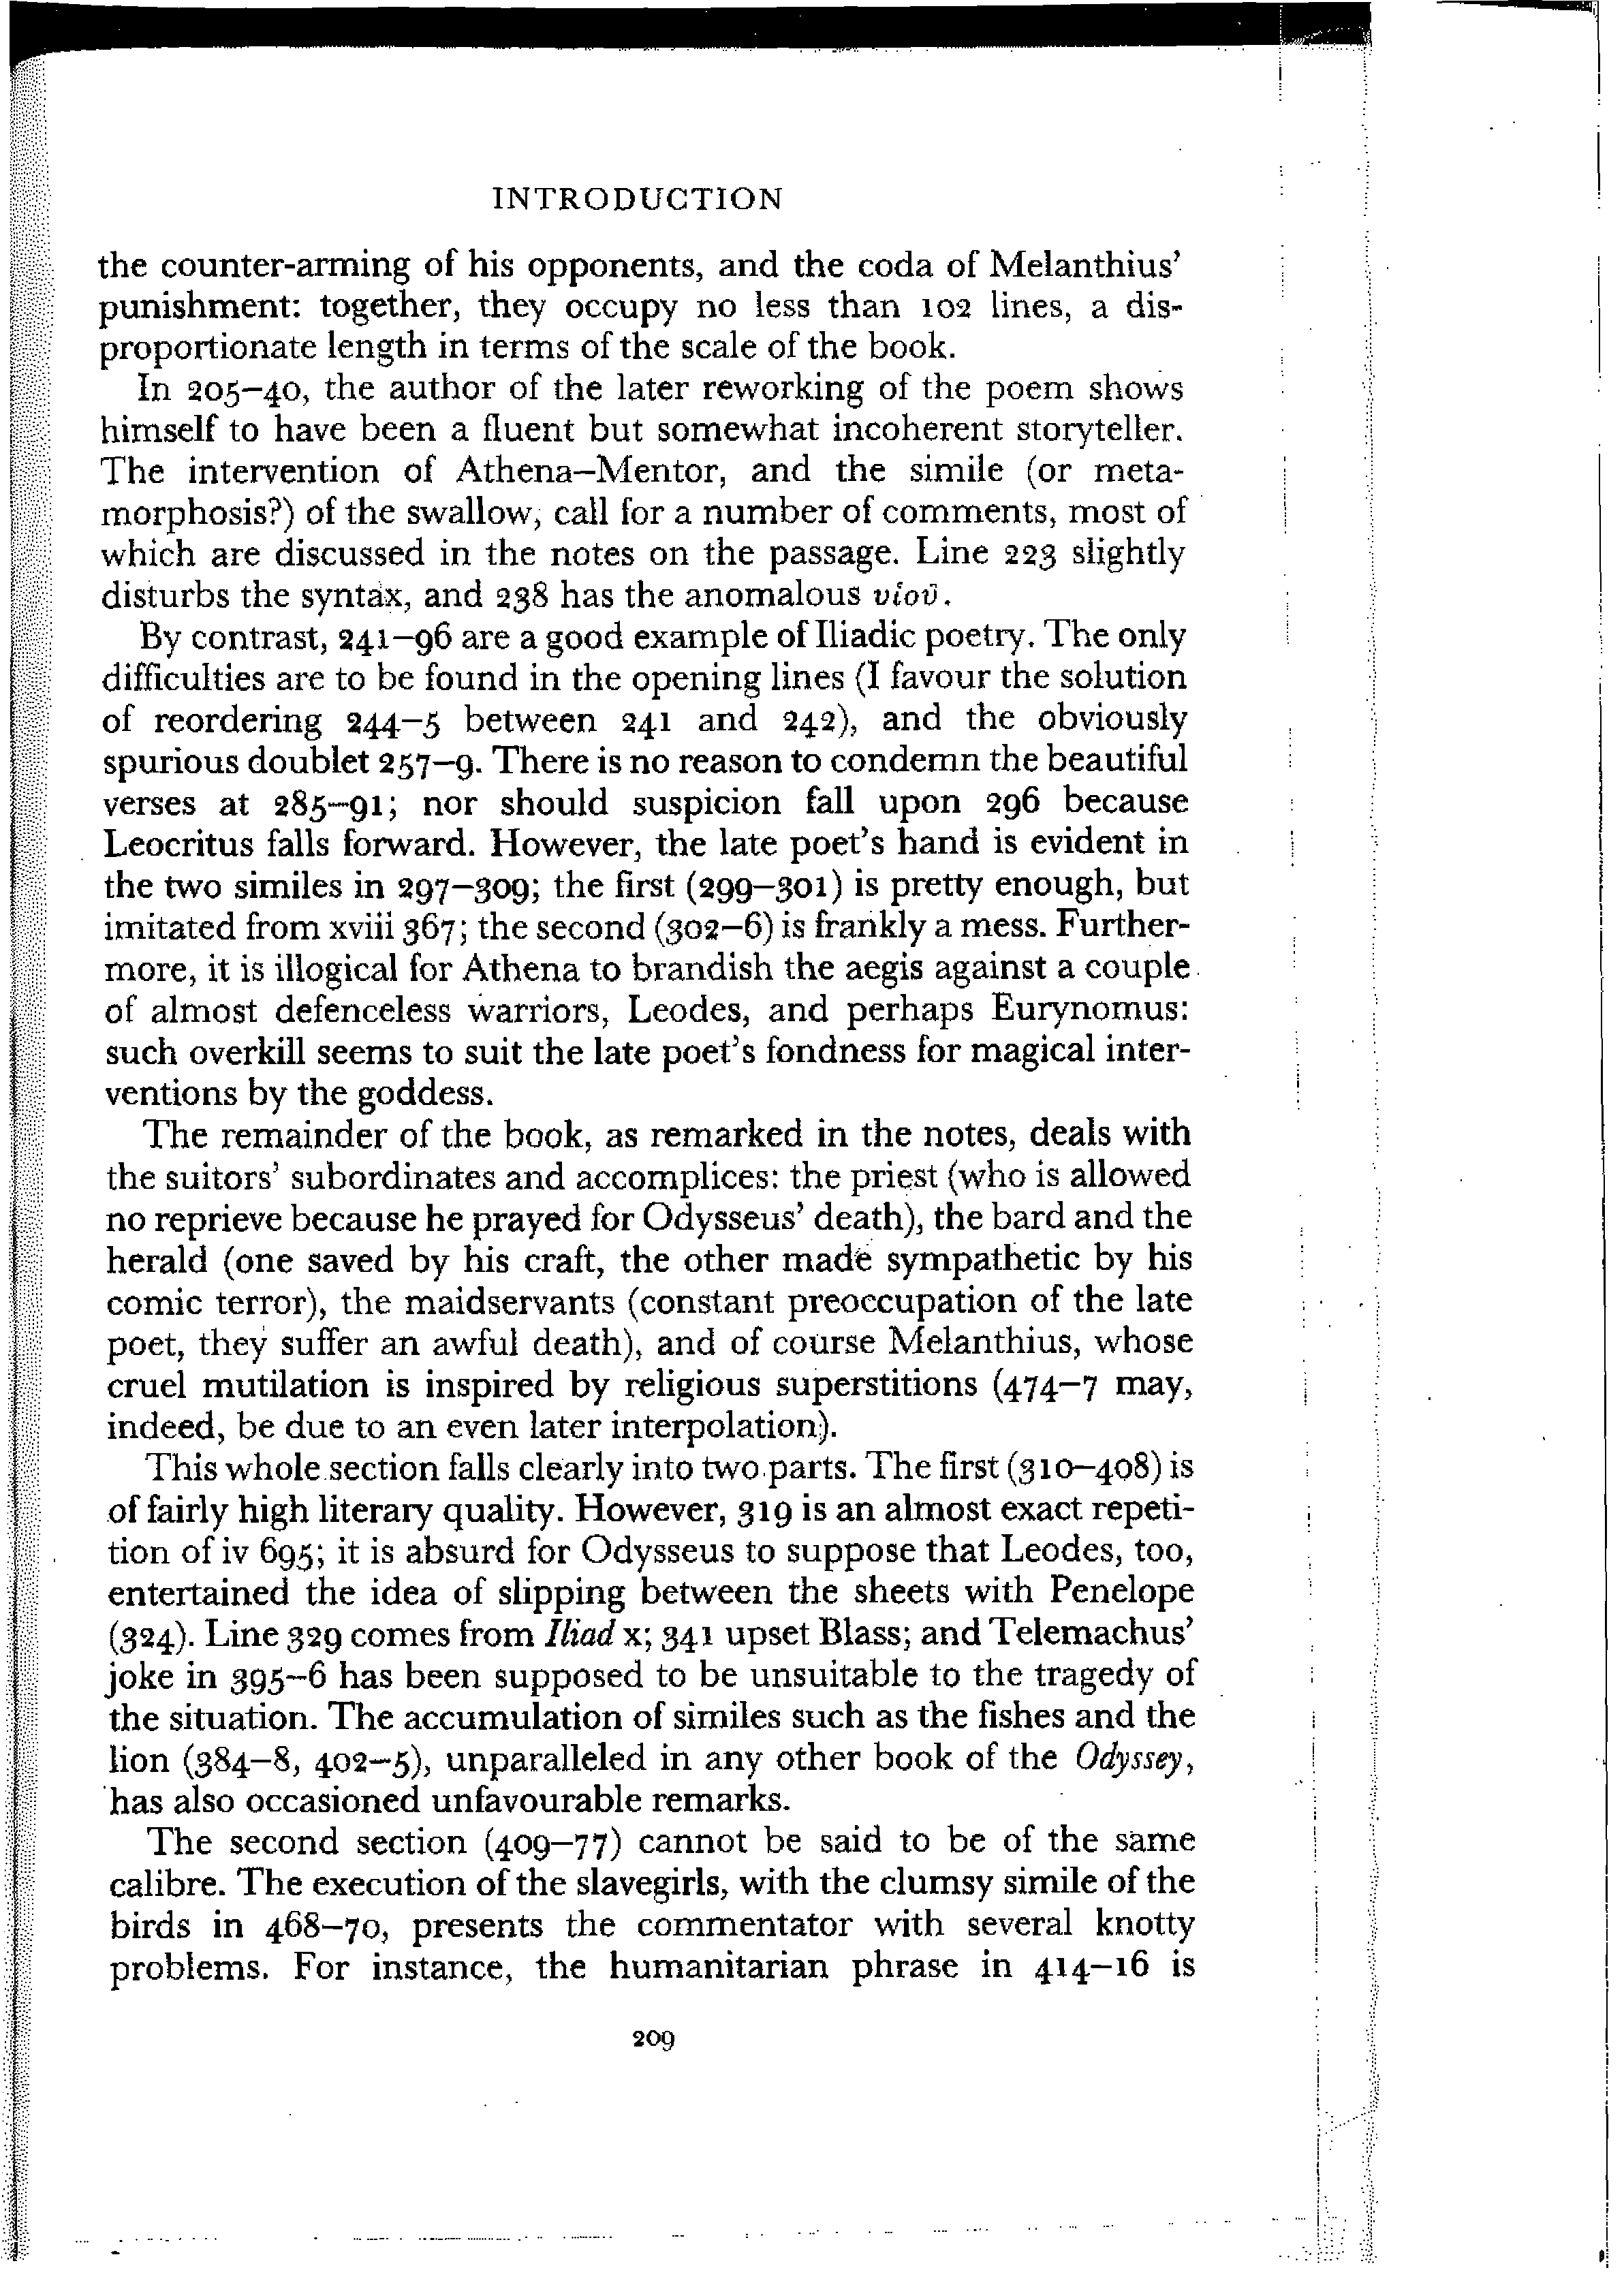 INTRODUCTION
the counter-arming of his opponents, and the coda of Melanthius'
punishment: together, they occupy no less than 102 lines, a dis-
proportionate length in terms of the scale of the book.
In 205–40, the author of the later reworking of the poem shows
himself to have been a fluent but somewhat incoherent storyteller.
The intervention of Athena–Mentor, and the simile (or meta-
morphosis?) of the swallow, call for a number of comments, most of
which are discussed in the notes on the passage. Line 223 slightly
disturbs the syntax, and 238 has the anomalous υἱοῦ.
By contrast, 241–96 are a good example of Iliadic poetry. The only
difficulties are to be found in the opening lines (I favour the solution
of reordering 244–5 between 241 and 242), and the obviously
spurious doublet 257–9. There is no reason to condemn the beautiful
verses at 285–91; nor should suspicion fall upon 296 because
Leocritus falls forward. However, the late poet's hand is evident in
the two similes in 297–309; the first (299–301) is pretty enough, but
imitated from xviii 367; the second (302–6) is frankly a mess. Further-
more, it is illogical for Athena to brandish the aegis against a couple
of almost defenceless warriors, Leodes, and perhaps Eurynomus:
such overkill seems to suit the late poet's fondness for magical inter-
ventions by the goddess.
The remainder of the book, as remarked in the notes, deals with
the suitors' subordinates and accomplices: the priest (who is allowed
no reprieve because he prayed for Odysseus' death), the bard and the
herald (one saved by his craft, the other made sympathetic by his
comic terror), the maidservants (constant preoccupation of the late
poet, they suffer an awful death), and of course Melanthius, whose
cruel mutilation is inspired by religious superstitions (474–7 may,
indeed, be due to an even later interpolation).
This whole section falls clearly into two parts. The first (310–408) is
of fairly high literary quality. However, 319 is an almost exact repeti-
tion of iv 695; it is absurd for Odysseus to suppose that Leodes, too,
entertained the idea of slipping between the sheets with Penelope
(324). Line 329 comes from Iliad x; 341 upset Blass; and Telemachus'
joke in 395–6 has been supposed to be unsuitable to the tragedy of
the situation. The accumulation of similes such as the fishes and the
lion (384–8, 402–5), unparalleled in any other book of the Odyssey,
has also occasioned unfavourable remarks.
The second section (409–77) cannot be said to be of the same
calibre. The execution of the slavegirls, with the clumsy simile of the
birds in 468–70, presents the commentator with several knotty
problems. For instance, the humanitarian phrase in 414–16 is
209